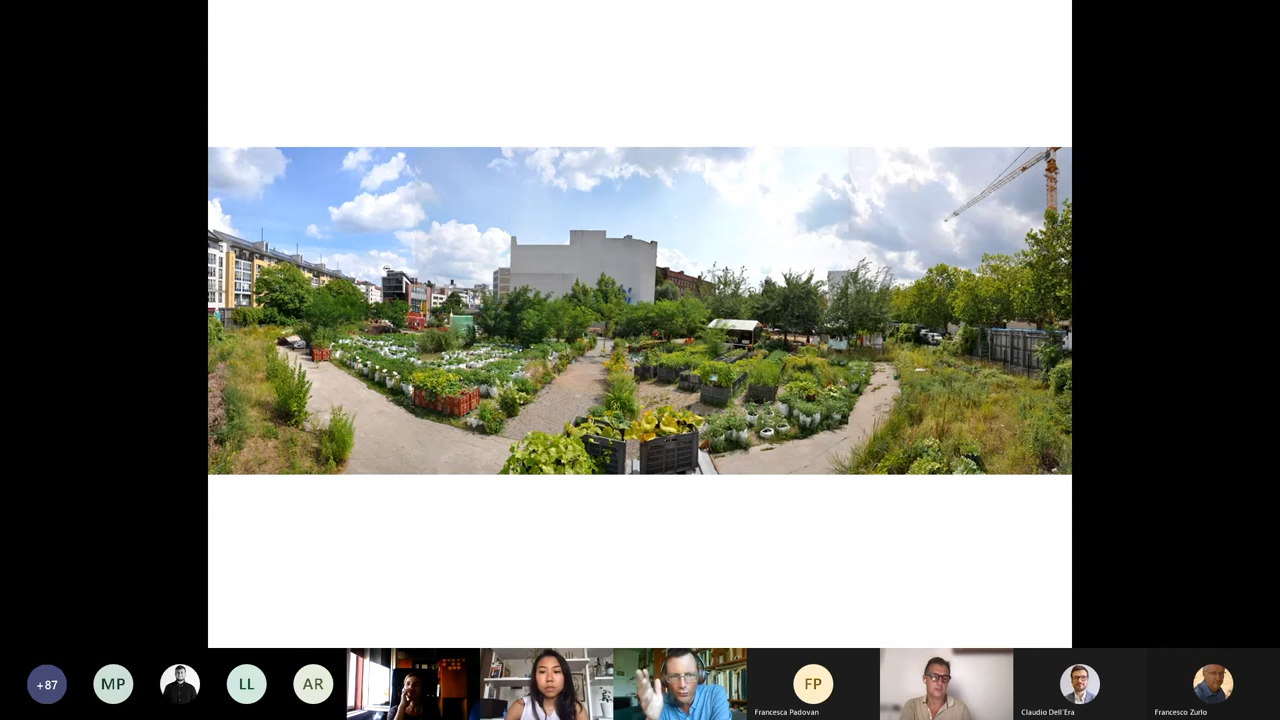 +87
MP
LL
AR
FP
Francesca Padovan
Claudio Dell'Era
Francesco Zurlo